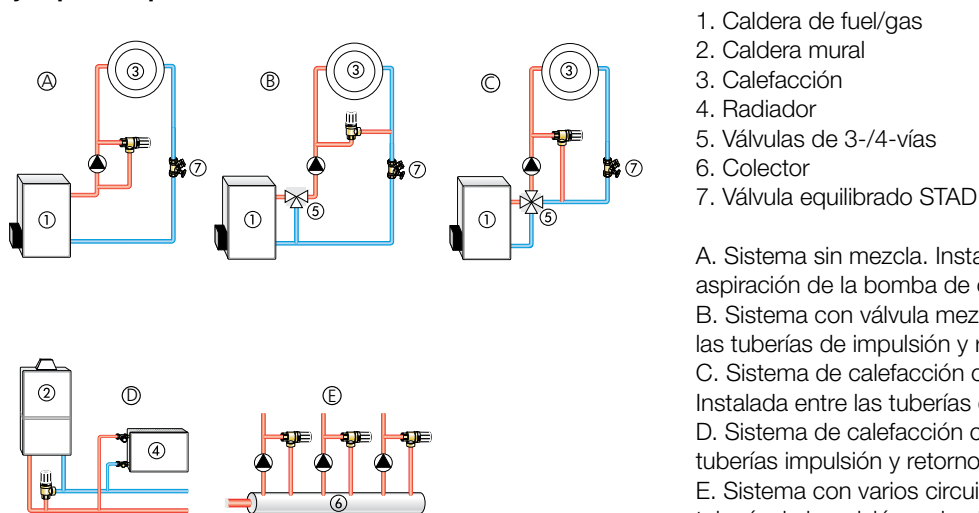 A
3
7
1
B
3
7
1
5
C
3
7
1
5
2
D
4
E
6
1. Caldera de fuel/gas
2. Caldera mural
3. Calefacción
4. Radiador
5. Válvulas de 3-/4-vías
6. Colector
7. Válvula equilibrado STAD
A. Sistema sin mezcla.
aspiración de la bomba de
B. Sistema con válvula
las tuberías de impulsión y
C. Sistema de calefacción
Instalada entre las tuberías
D. Sistema de calefacción
tuberías impulsión y retorno
E. Sistema con varios